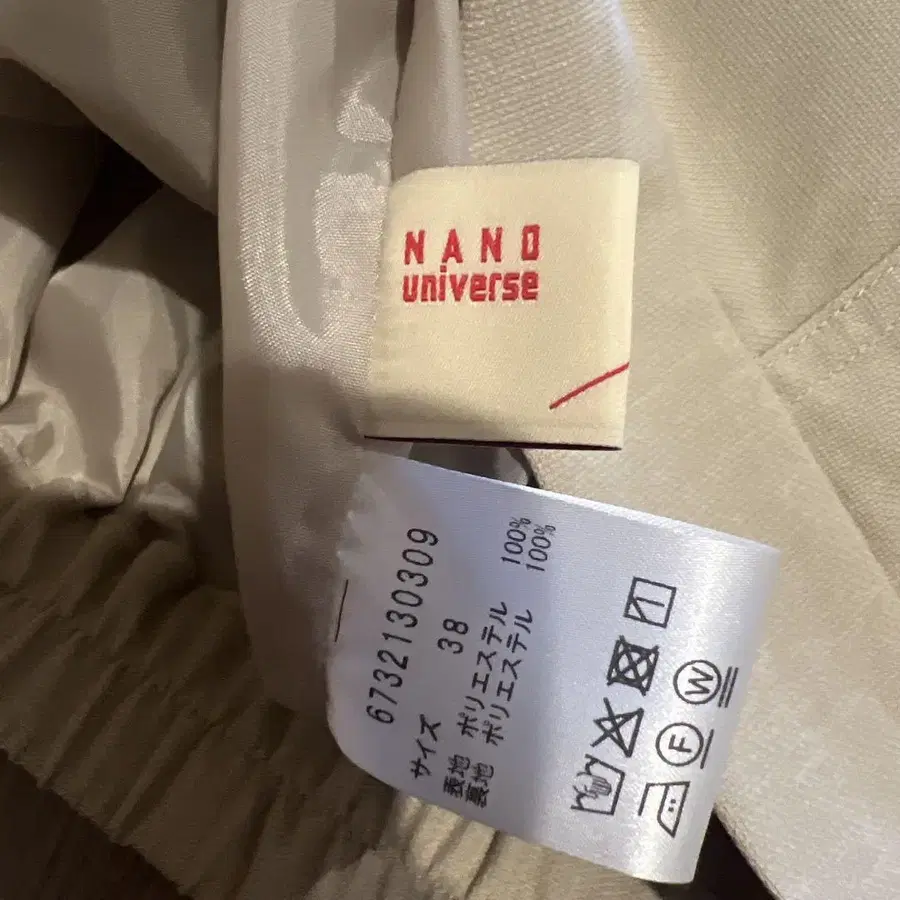 NANO
universe
6732130309
サイズ 38
表地 ポリエステル 100%
裏地 ポリエステル 100%
F W